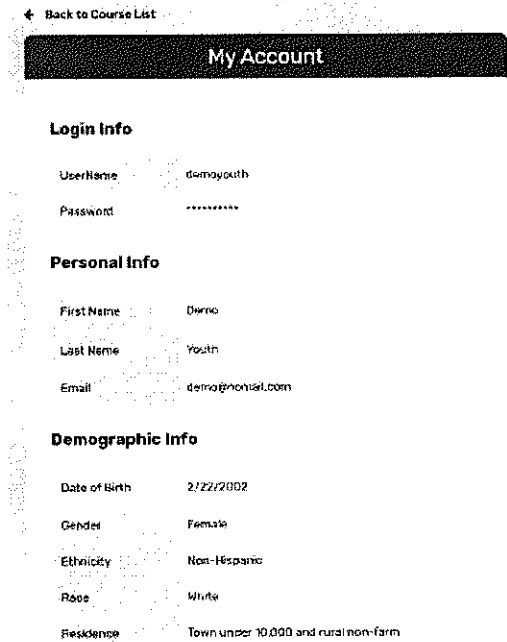 ← Back to Course List
My Account
Login Info
UserName demoyouth
Password **********
Personal Info
First Name Demo
Last Name Youth
Email
Demographic Info
Date of Birth 2/22/2002
Gender Female
Ethnicity Non-Hispanic
Race White
Residence Town under 10,000 and rural non-farm